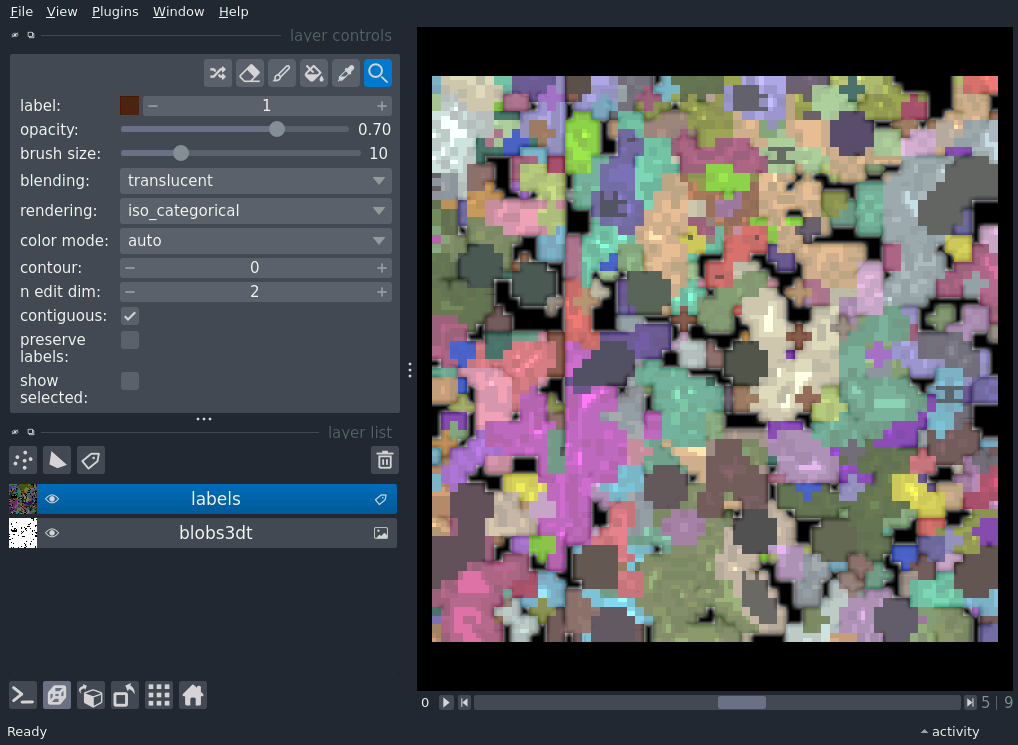 File View Plugins Window Help
layer controls
label: 1
opacity: 0.70
brush size: 10
blending: translucent
rendering: iso_categorical
color mode: auto
contour: 0
n edit dim: 2
contiguous:
preserve
labels:
show
selected:
layer list
labels
blobs3dt
0 5 | 9
Ready activity